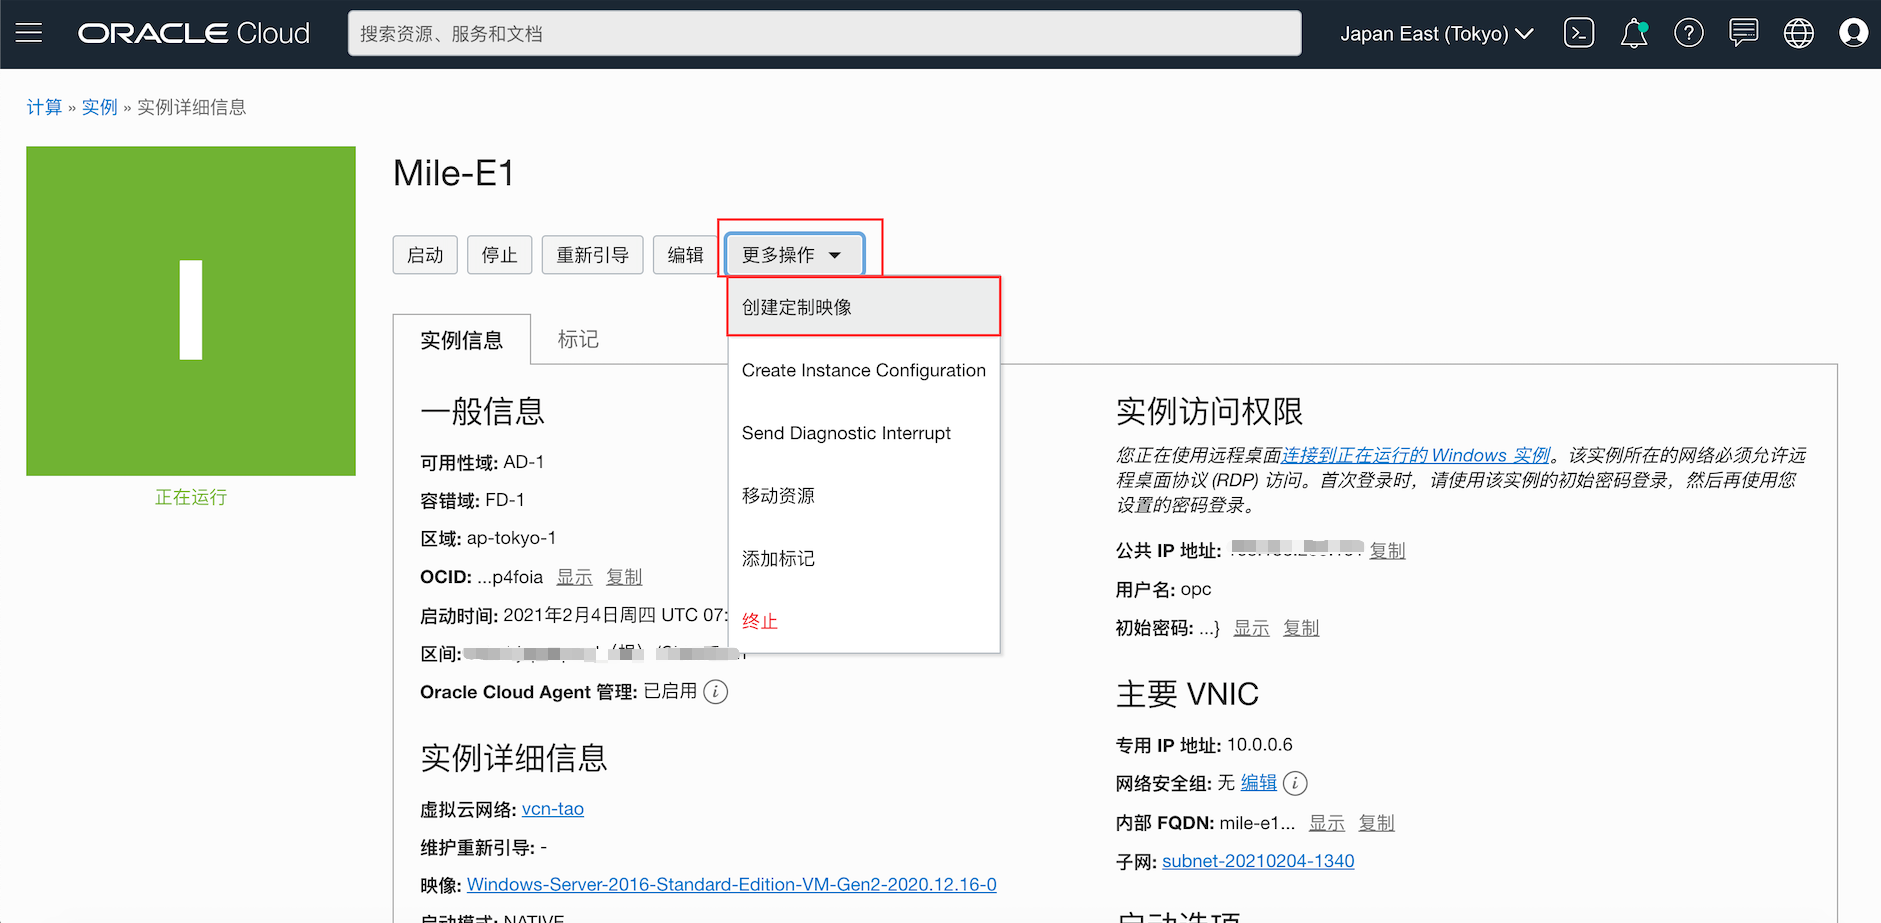 ORACLE Cloud
搜索资源、服务和文档
Japan East (Tokyo)
计算 » 实例 » 实例详细信息
Mile-E1
启动 停止 重新引导 编辑 更多操作
创建定制映像
Create Instance Configuration
Send Diagnostic Interrupt
移动资源
添加标记
终止
正在运行
实例信息 标记
一般信息
可用性域: AD-1
容错域: FD-1
区域: ap-tokyo-1
OCID: ...p4foia 显示 复制
启动时间: 2021年2月4日周四 UTC 07:
区间:
Oracle Cloud Agent 管理: 已启用
实例详细信息
虚拟云网络: vcn-tao
维护重新引导: -
映像: Windows-Server-2016-Standard-Edition-VM-Gen2-2020.12.16-0
启动模式: NATIVE
实例访问权限
您正在使用远程桌面连接到正在运行的 Windows 实例。该实例所在的网络必须允许远
程桌面协议 (RDP) 访问。首次登录时，请使用该实例的初始密码登录，然后再使用您
设置的密码登录。
公共 IP 地址: 复制
用户名: opc
初始密码: ...} 显示 复制
主要 VNIC
专用 IP 地址: 10.0.0.6
网络安全组: 无 编辑
内部 FQDN: mile-e1... 显示 复制
子网: subnet-20210204-1340
启动选项